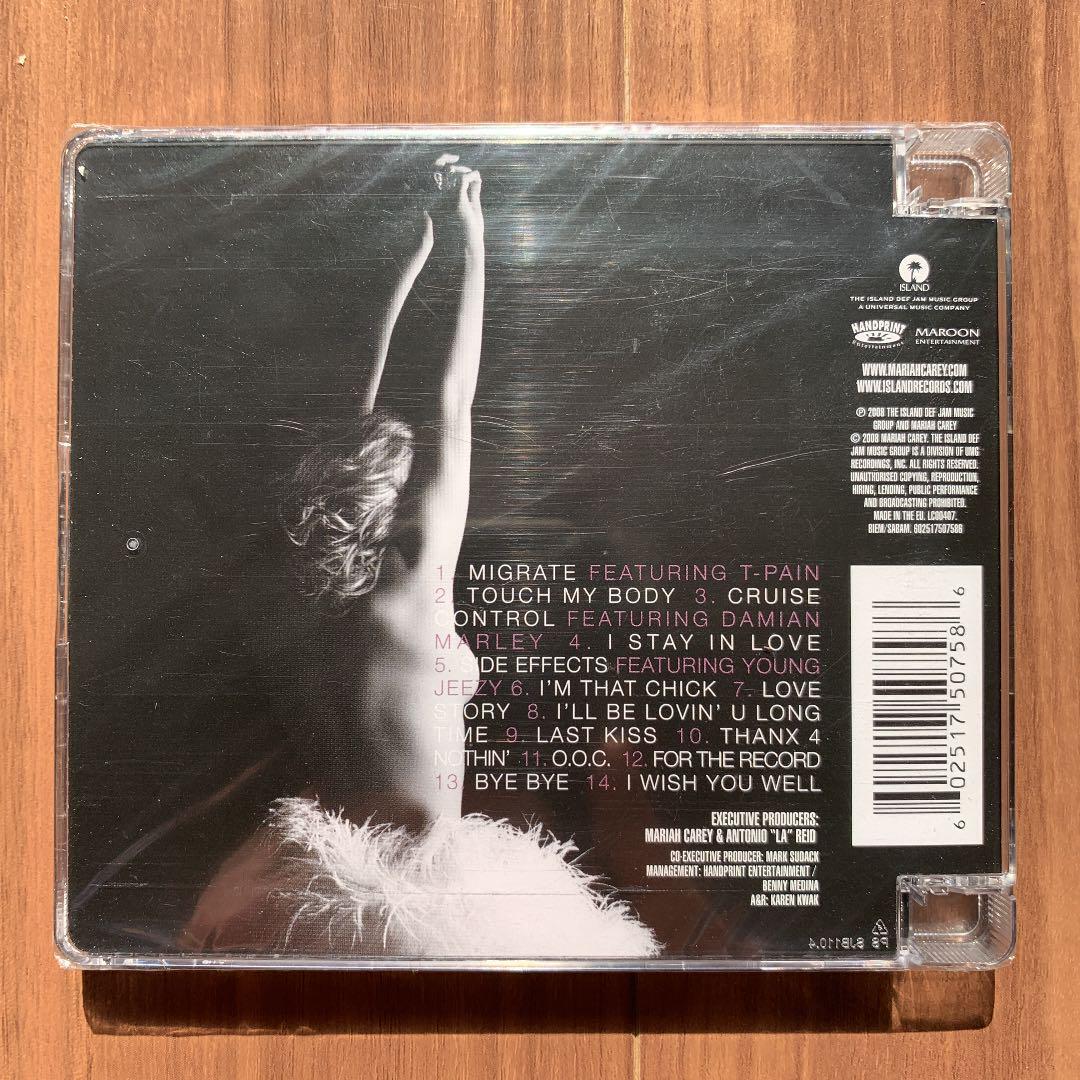 ISLAND
THE ISLAND DEF JAM MUSIC GROUP
A UNIVERSAL MUSIC COMPANY
HANDPRINT
Entertainment
MAROON
ENTERTAINMENT
WWW.MARIAHCAREY.COM
WWW.ISLANDRECORDS.COM
℗ 2008 THE ISLAND DEF JAM MUSIC
GROUP AND MARIAH CAREY
© 2008 MARIAH CAREY. THE ISLAND DEF
JAM MUSIC GROUP IS A DIVISION OF UMG
RECORDINGS, INC. ALL RIGHTS RESERVED.
UNAUTHORISED COPYING, REPRODUCTION,
HIRING, LENDING, PUBLIC PERFORMANCE
AND BROADCASTING PROHIBITED.
MADE IN THE EU. LC00407.
BIEM/SABAM. 602517507586
1. MIGRATE FEATURING T-PAIN
2. TOUCH MY BODY 3. CRUISE
CONTROL FEATURING DAMIAN
MARLEY 4. I STAY IN LOVE
5. SIDE EFFECTS FEATURING YOUNG
JEEZY 6. I'M THAT CHICK 7. LOVE
STORY 8. I'LL BE LOVIN' U LONG
TIME 9. LAST KISS 10. THANX 4
NOTHIN' 11. O.O.C. 12. FOR THE RECORD
13. BYE BYE 14. I WISH YOU WELL
6 02517 50758 6
EXECUTIVE PRODUCERS:
MARIAH CAREY & ANTONIO "LA" REID
CO-EXECUTIVE PRODUCER: MARK SUDACK
MANAGEMENT: HANDPRINT ENTERTAINMENT /
BENNY MEDINA
A&R: KAREN KWAK
PS SJB110.4